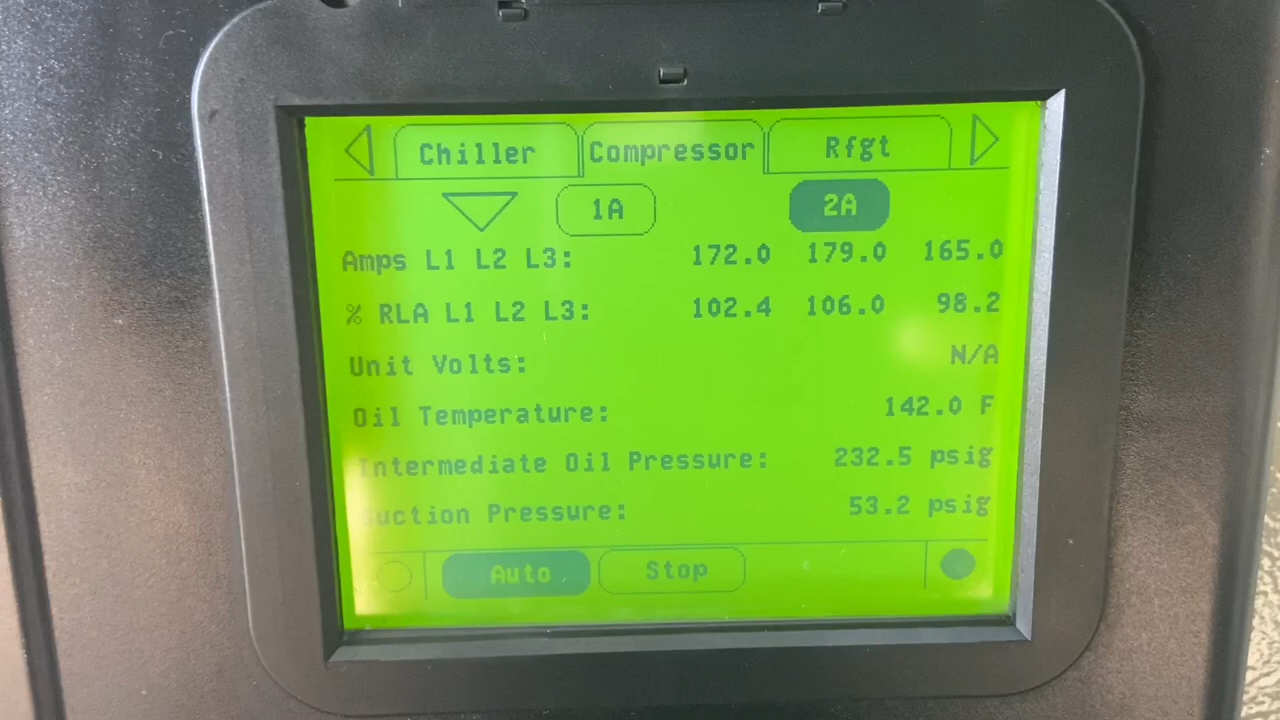 Chiller Compressor Rfgt
1A 2A
Amps L1 L2 L3: 172.0 179.0 165.0
% RLA L1 L2 L3: 102.4 106.0 98.2
Unit Volts: N/A
Oil Temperature: 142.0 F
Intermediate Oil Pressure: 232.5 psig
Suction Pressure: 53.2 psig
Auto Stop